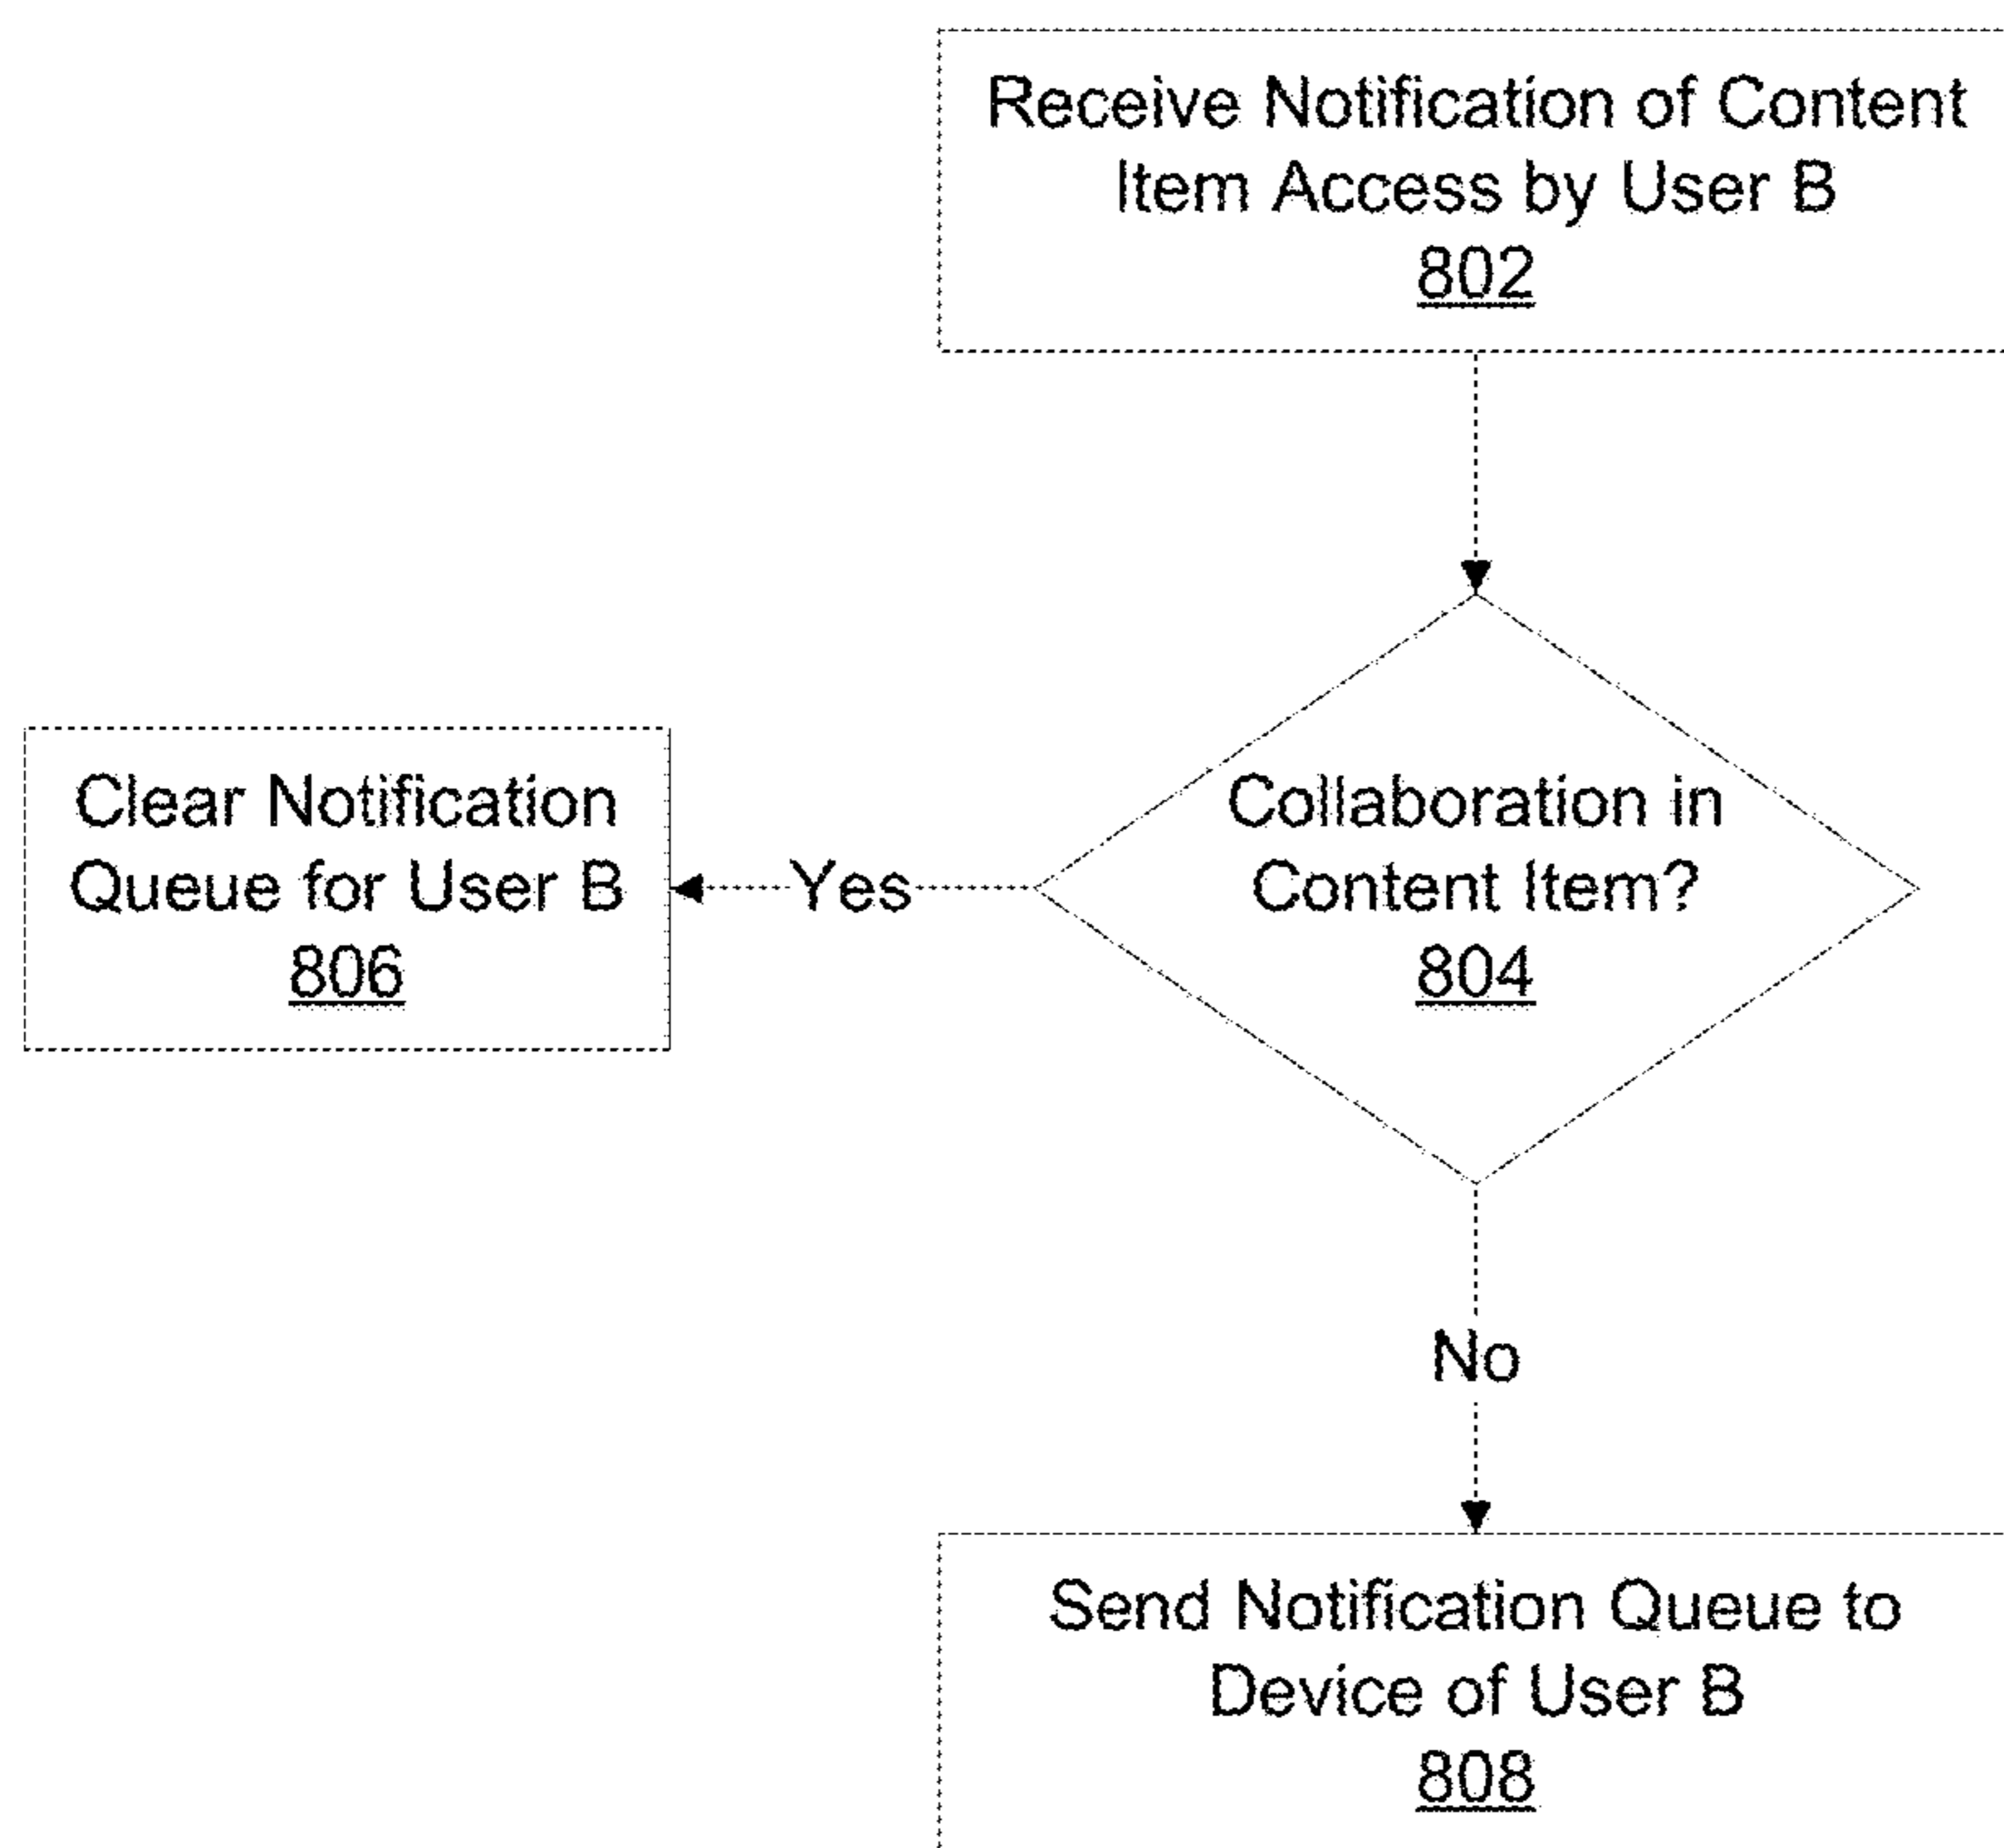 Receive Notification of Content
Item Access by User B
802
Collaboration in
Content Item?
804
Yes
Clear Notification
Queue for User B
806
No
Send Notification Queue to
Device of User B
808